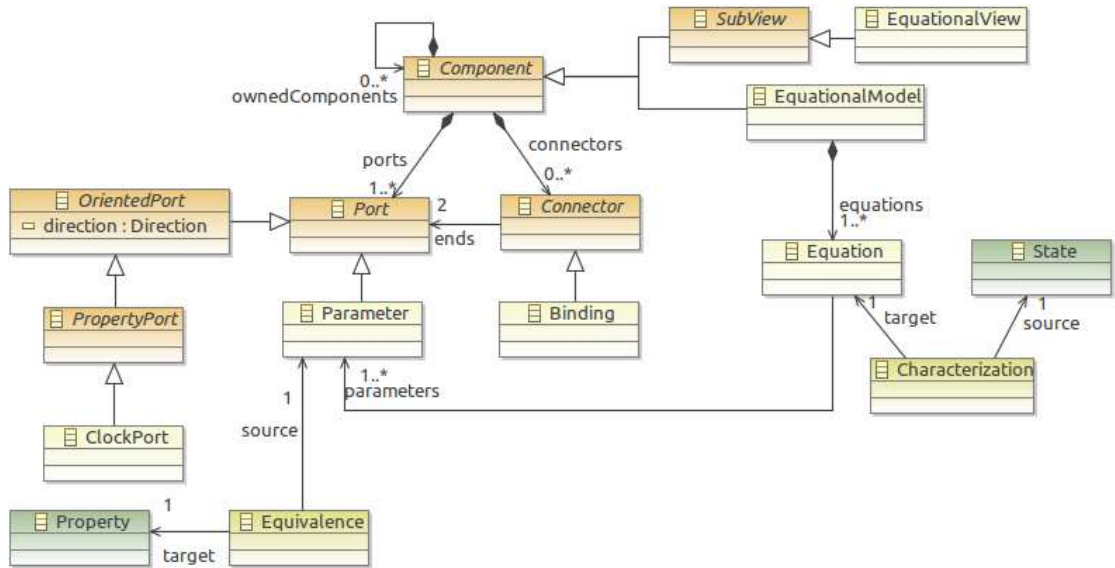 SubView
EquationalView
Component
0..*
ownedComponents
EquationalModel
connectors
ports
1..*
0..*
OrientedPort
direction : Direction
Port
2
ends
Connector
equations
1..*
Equation
State
PropertyPort
Parameter
Binding
1
target
1
source
1..*
parameters
Characterization
ClockPort
1
source
Property
1
target
Equivalence